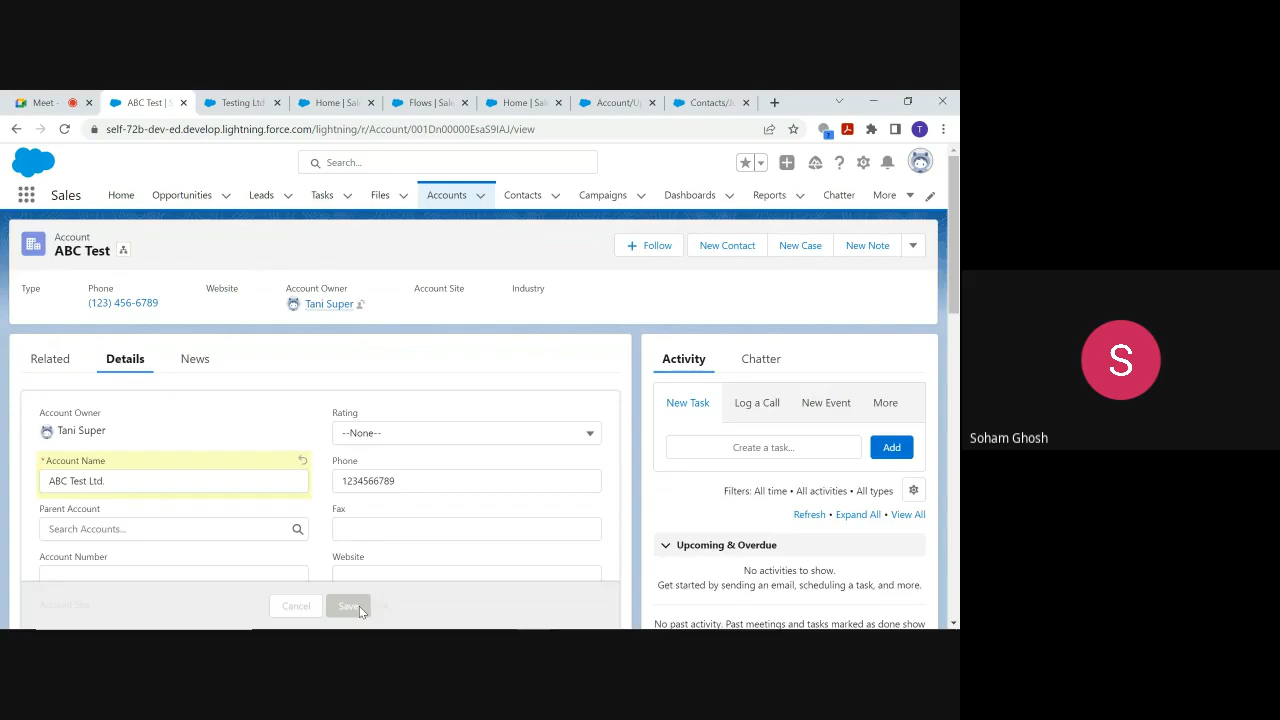 Meet - ABC Test | S Testing Ltd Home | Sale Flows | Sale Home | Sale Account/U Contacts/J
self-72b-dev-ed.develop.lightning.force.com/lightning/r/Account/001Dn00000EsaS9IAJ/view T
Search...
Sales Home Opportunities Leads Tasks Files Accounts Contacts Campaigns Dashboards Reports Chatter More
Account
ABC Test
Follow New Contact New Case New Note
Type Phone Website Account Owner Account Site Industry
(123) 456-6789 Tani Super
Related Details News
Activity Chatter
Account Owner Rating
Tani Super --None--
*Account Name Phone
ABC Test Ltd. 1234566789
Parent Account Fax
Search Accounts...
Account Number Website
Account Site
Cancel Save
New Task Log a Call New Event More
Create a task... Add
Filters: All time • All activities • All types
Refresh • Expand All • View All
Upcoming & Overdue
No activities to show.
Get started by sending an email, scheduling a task, and more.
No past activity. Past meetings and tasks marked as done show
S
Soham Ghosh